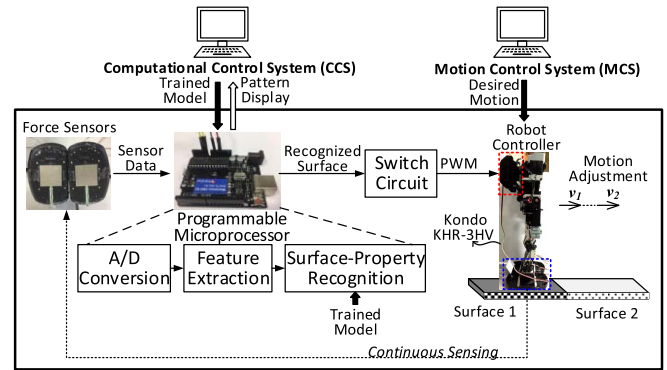 Computational Control System (CCS)
Motion Control System (MCS)
Trained
Model
Pattern
Display
Desired
Motion
Force Sensors
Sensor
Data
Recognized
Surface
Switch
Circuit
PWM
Robot
Controller
Motion
Adjustment
v1
v2
Programmable
Microprocessor
Kondo
KHR-3HV
A/D
Conversion
Feature
Extraction
Surface-Property
Recognition
Trained
Model
Surface 1
Surface 2
Continuous Sensing